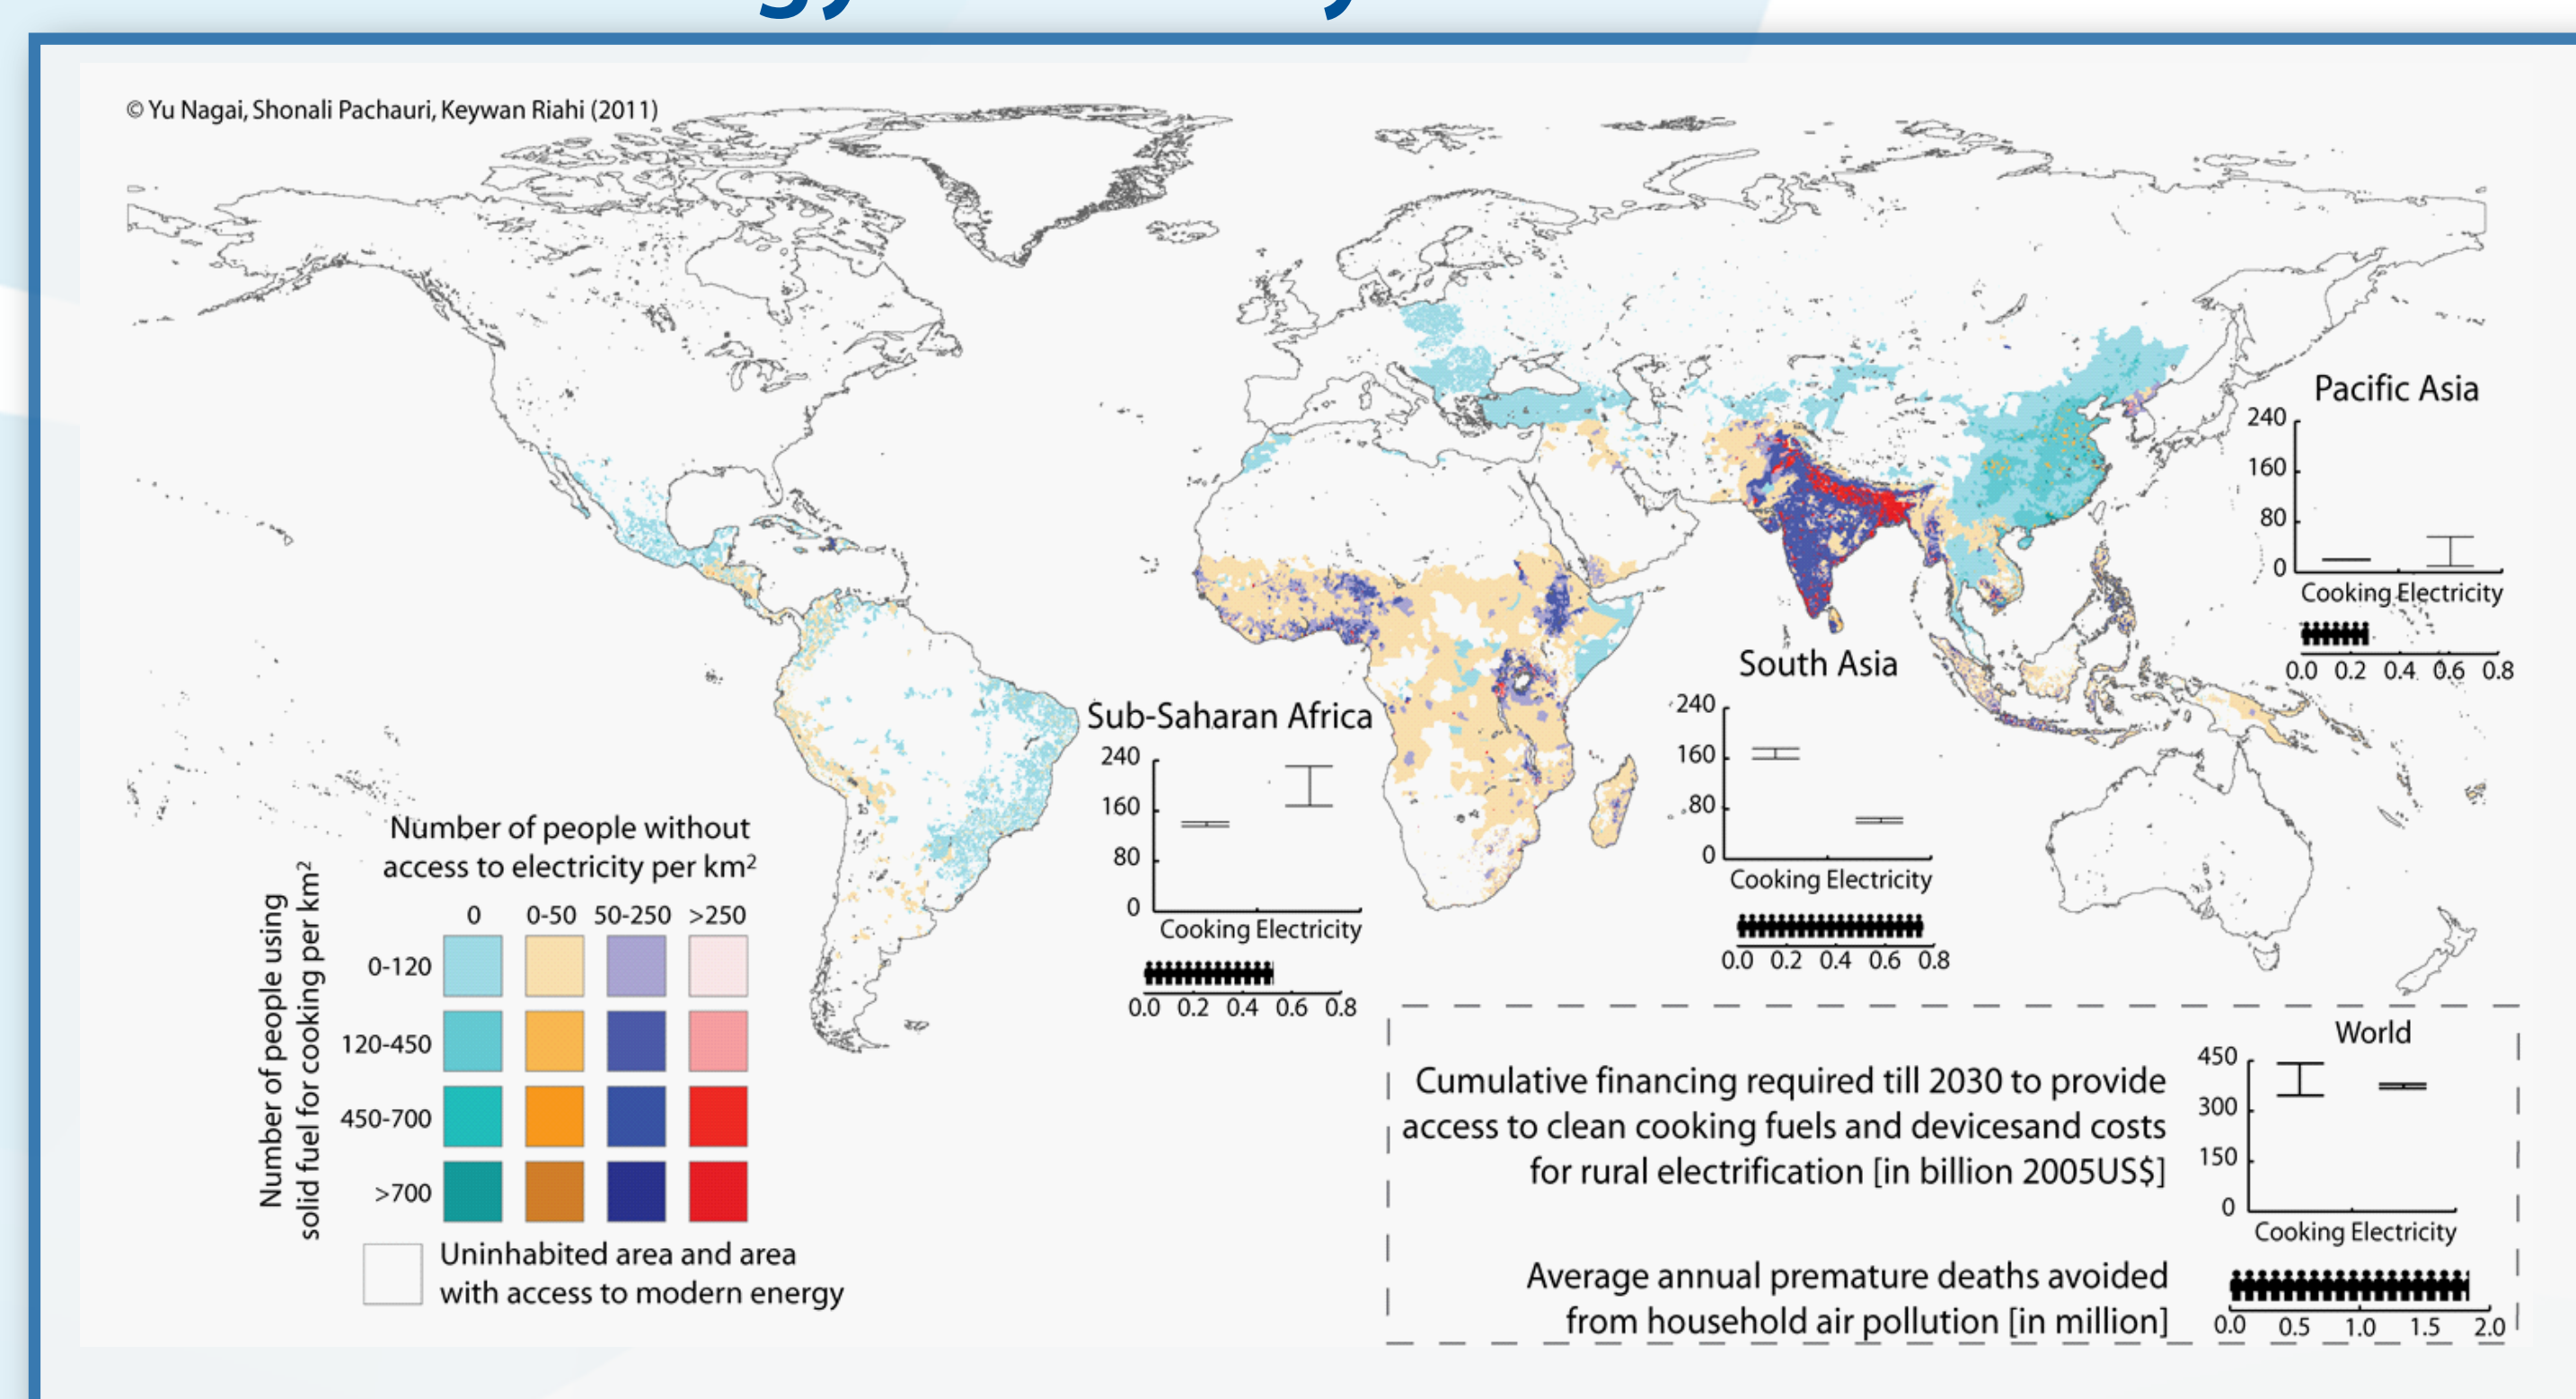 © Yu Nagai, Shonali Pachauri, Keywan Riahi (2011)
Pacific Asia
240
160
80
0
Cooking Electricity
0.0 0.2 0.4 0.6 0.8
South Asia
240
160
80
0
Cooking Electricity
0.0 0.2 0.4 0.6 0.8
Sub-Saharan Africa
240
160
80
0
Cooking Electricity
0.0 0.2 0.4 0.6 0.8
Number of people without
access to electricity per km²
0 0-50 50-250 >250
Number of people using
solid fuel for cooking per km²
0-120
120-450
450-700
>700
Uninhabited area and area
with access to modern energy
World
450
300
150
0
Cooking Electricity
Cumulative financing required till 2030 to provide
access to clean cooking fuels and devicesand costs
for rural electrification [in billion 2005US$]
Average annual premature deaths avoided
from household air pollution [in million]
0.0 0.5 1.0 1.5 2.0